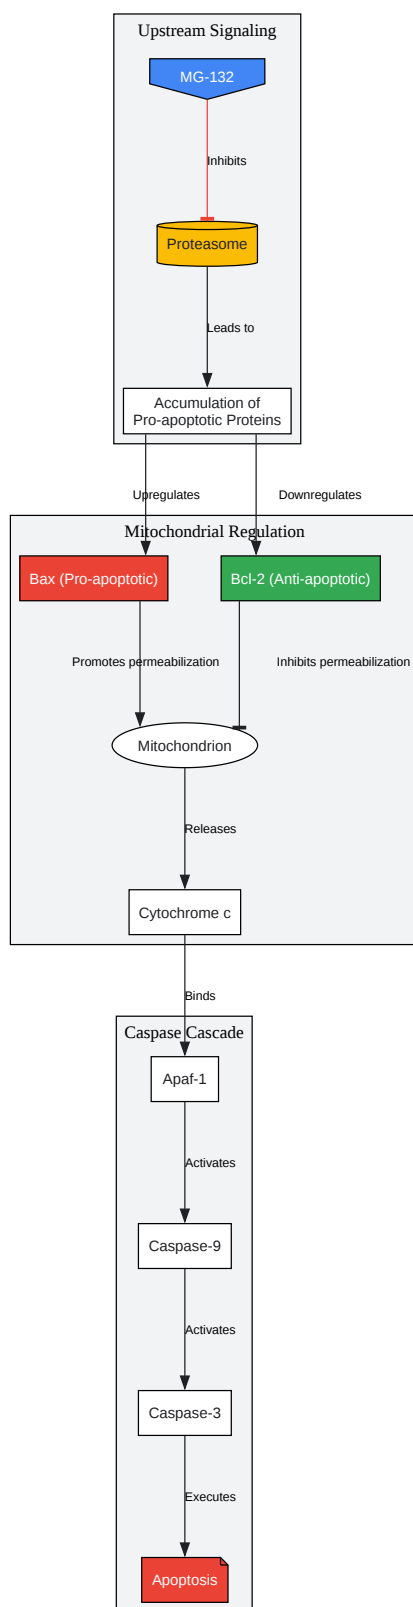 Upstream Signaling
MG-132
Inhibits
Proteasome
Leads to
Accumulation of
Pro-apoptotic Proteins
Upregulates
Downregulates
Mitochondrial Regulation
Bax (Pro-apoptotic)
Bcl-2 (Anti-apoptotic)
Promotes permeabilization
Inhibits permeabilization
Mitochondrion
Releases
Cytochrome c
Binds
Caspase Cascade
Apaf-1
Activates
Caspase-9
Activates
Caspase-3
Executes
Apoptosis